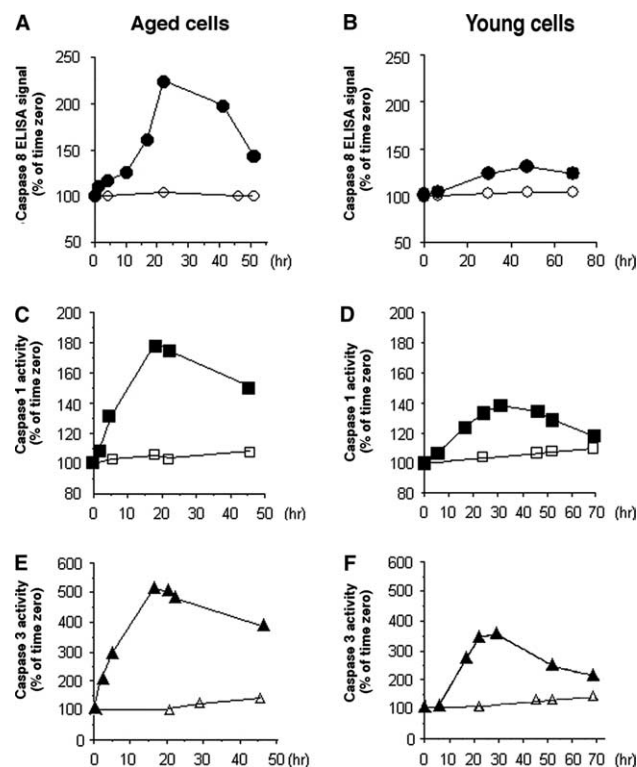 A Aged cells
B Young cells
Caspase 8 ELISA signal
(% of time zero)
250
200
150
100
50
0 10 20 30 40 50 (hr)
Caspase 8 ELISA signal
(% of time zero)
250
200
150
100
50
0 20 40 60 80
(hr)
C
Caspase 1 activity
(% of time zero)
200
180
160
140
120
100
80
0 10 20 30 40 50 (hr)
D
Caspase 1 activity
(% of time zero)
200
180
160
140
120
100
80
0 10 20 30 40 50 60 70 (hr)
E
Caspase 3 activity
(% of time zero)
600
500
400
300
200
100
0
0 10 20 30 40 50 (hr)
F
Caspase 3 activity
(% of time zero)
600
500
400
300
200
100
0
0 10 20 30 40 50 60 70 (hr)